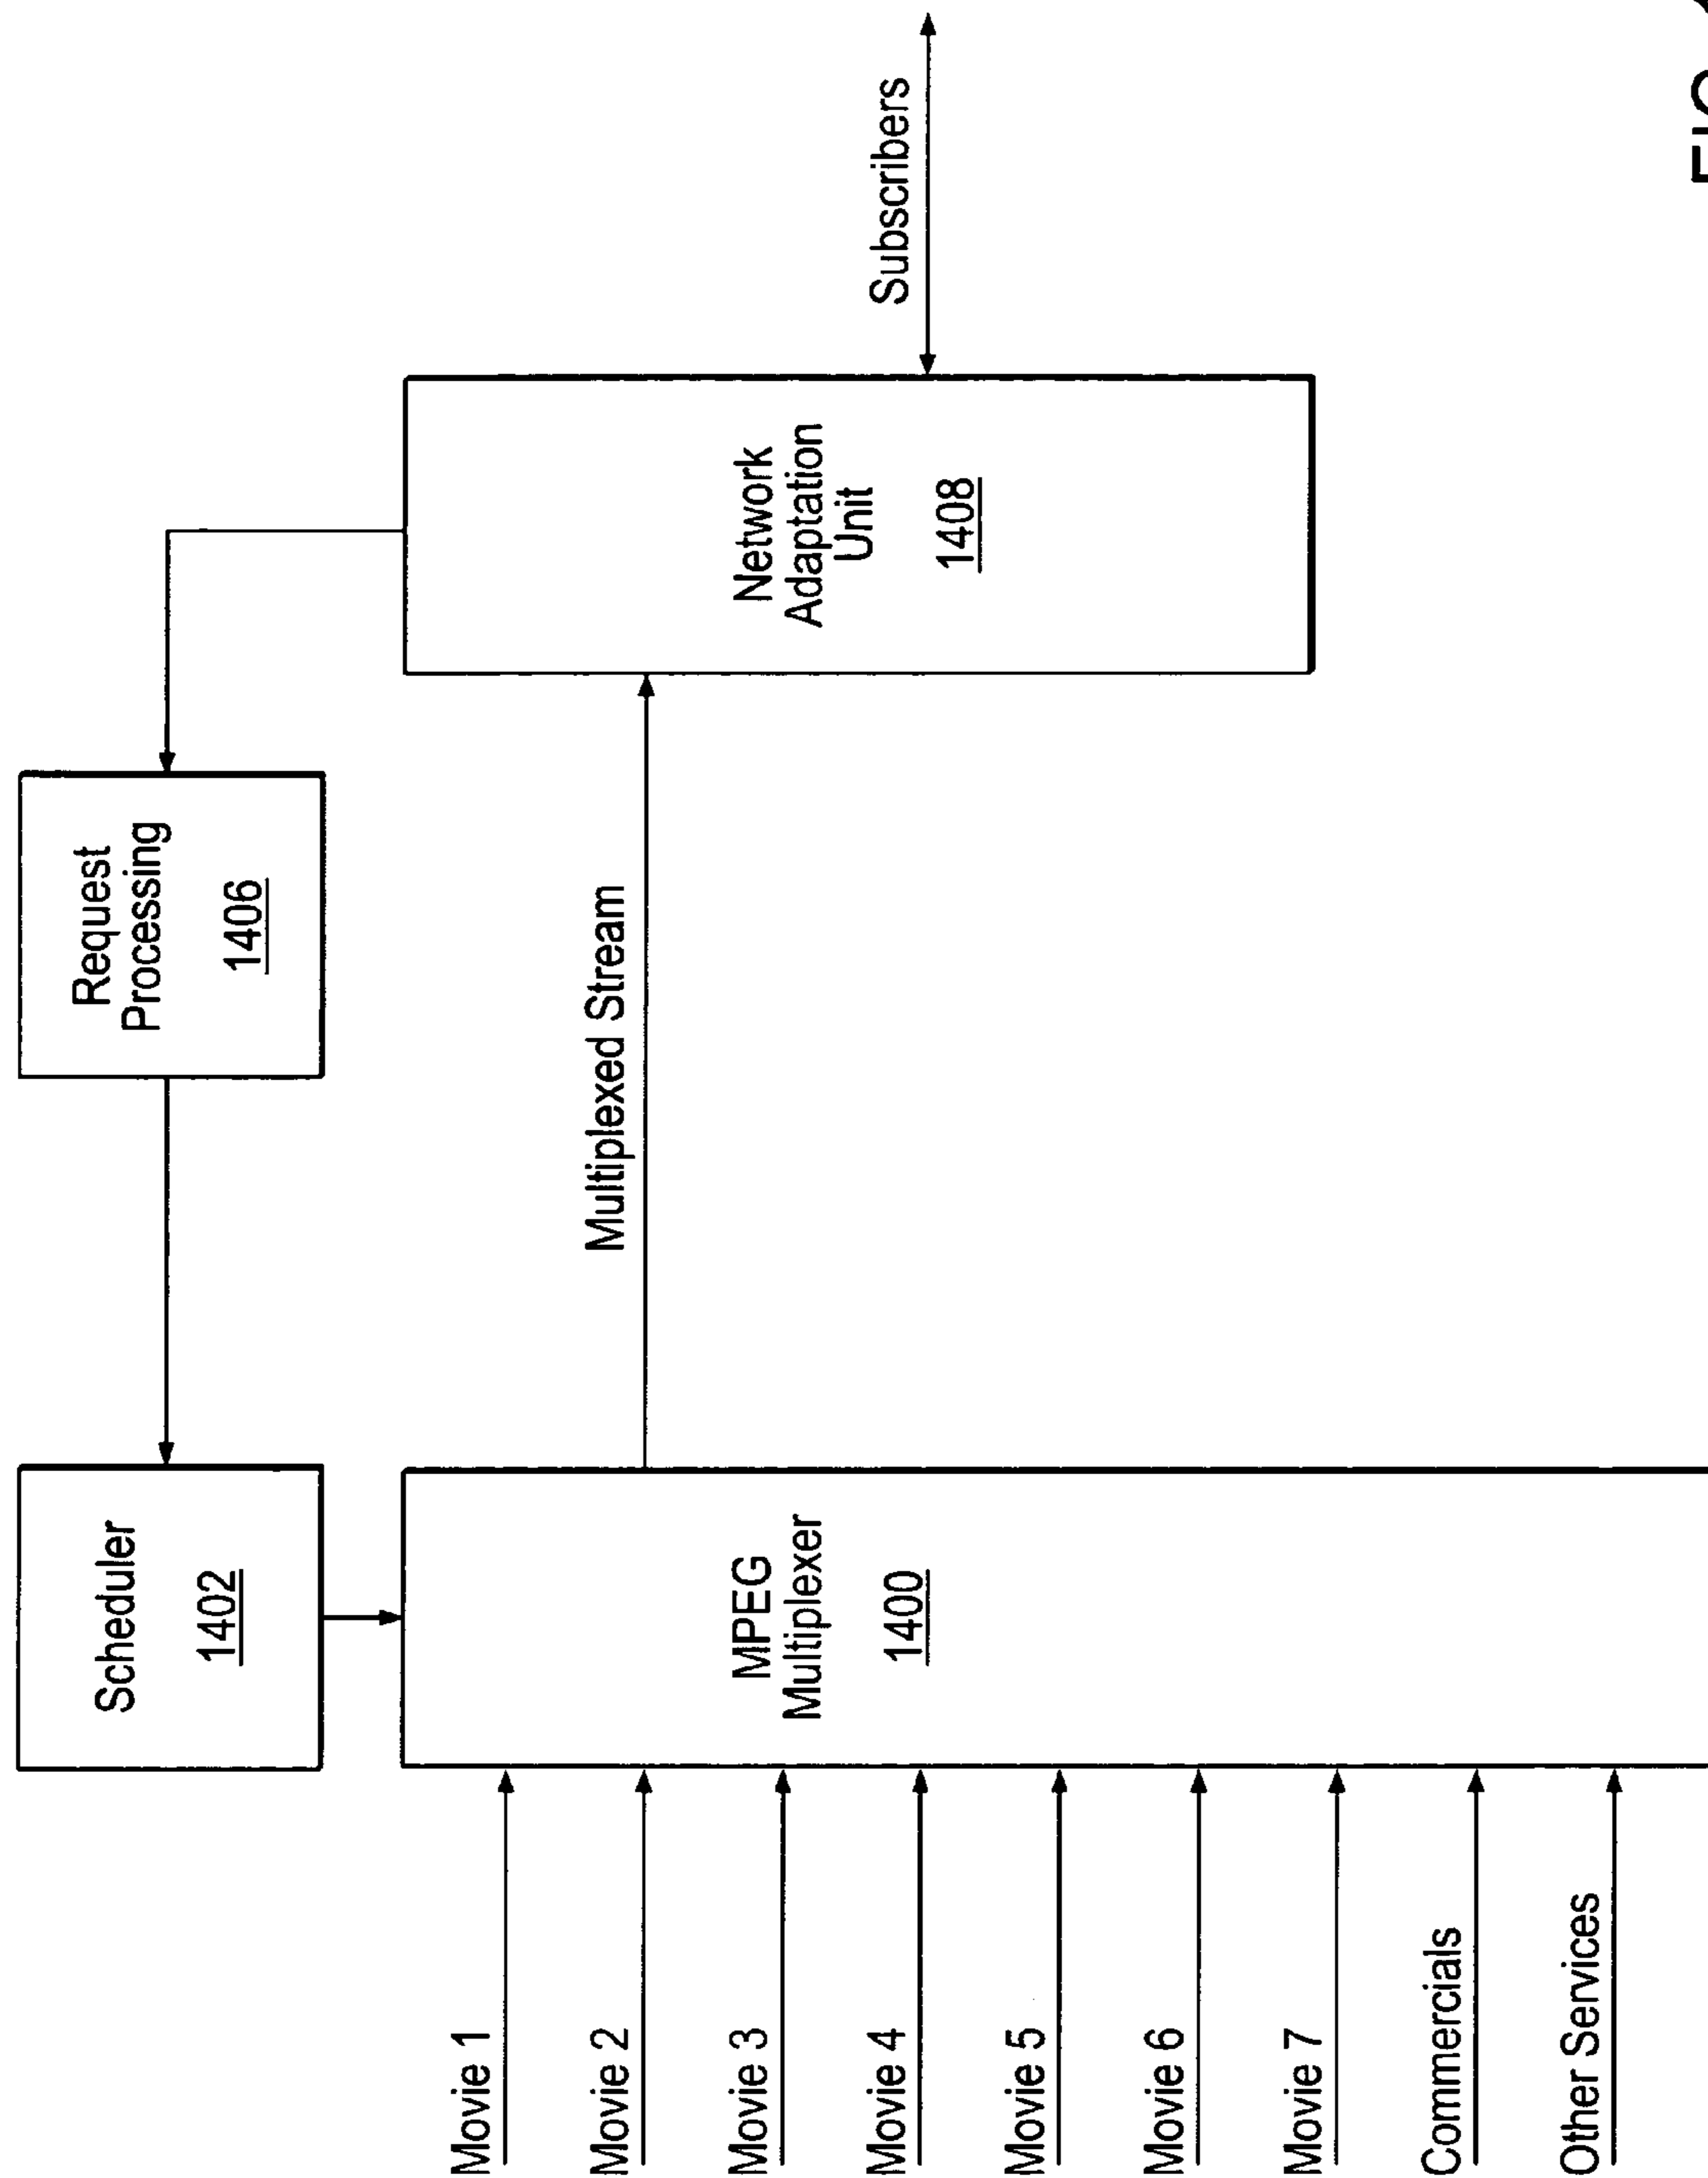 Scheduler
1402
Request
Processing
1406
Movie 1
Movie 2
Movie 3
Movie 4
Movie 5
Movie 6
Movie 7
Commercials
Other Services
MPEG
Multiplexer
1400
Multiplexed Stream
Network
Adaptation
Unit
1408
Subscribers